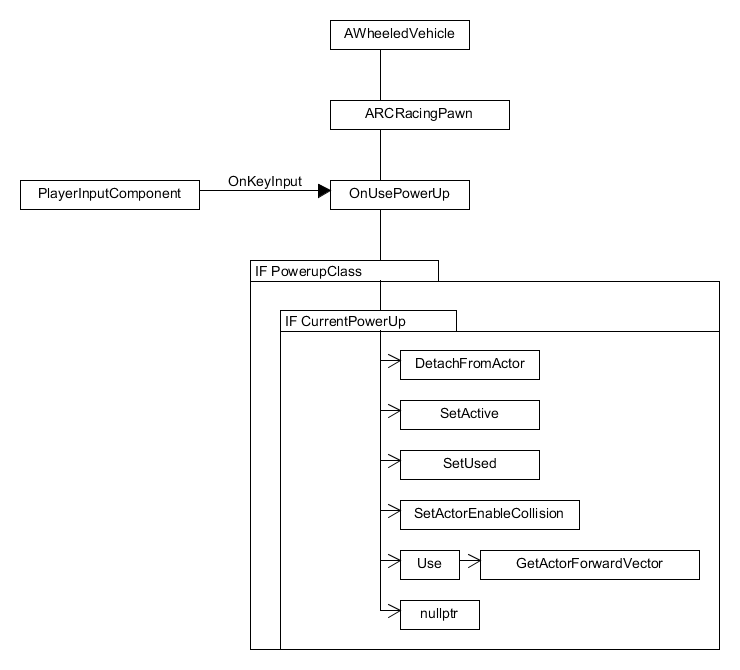 AWheeledVehicle
ARCRacingPawn
OnKeyInput
PlayerInputComponent
OnUsePowerUp
IF PowerupClass
IF CurrentPowerUp
DetachFromActor
SetActive
SetUsed
SetActorEnableCollision
Use
GetActorForwardVector
nullptr